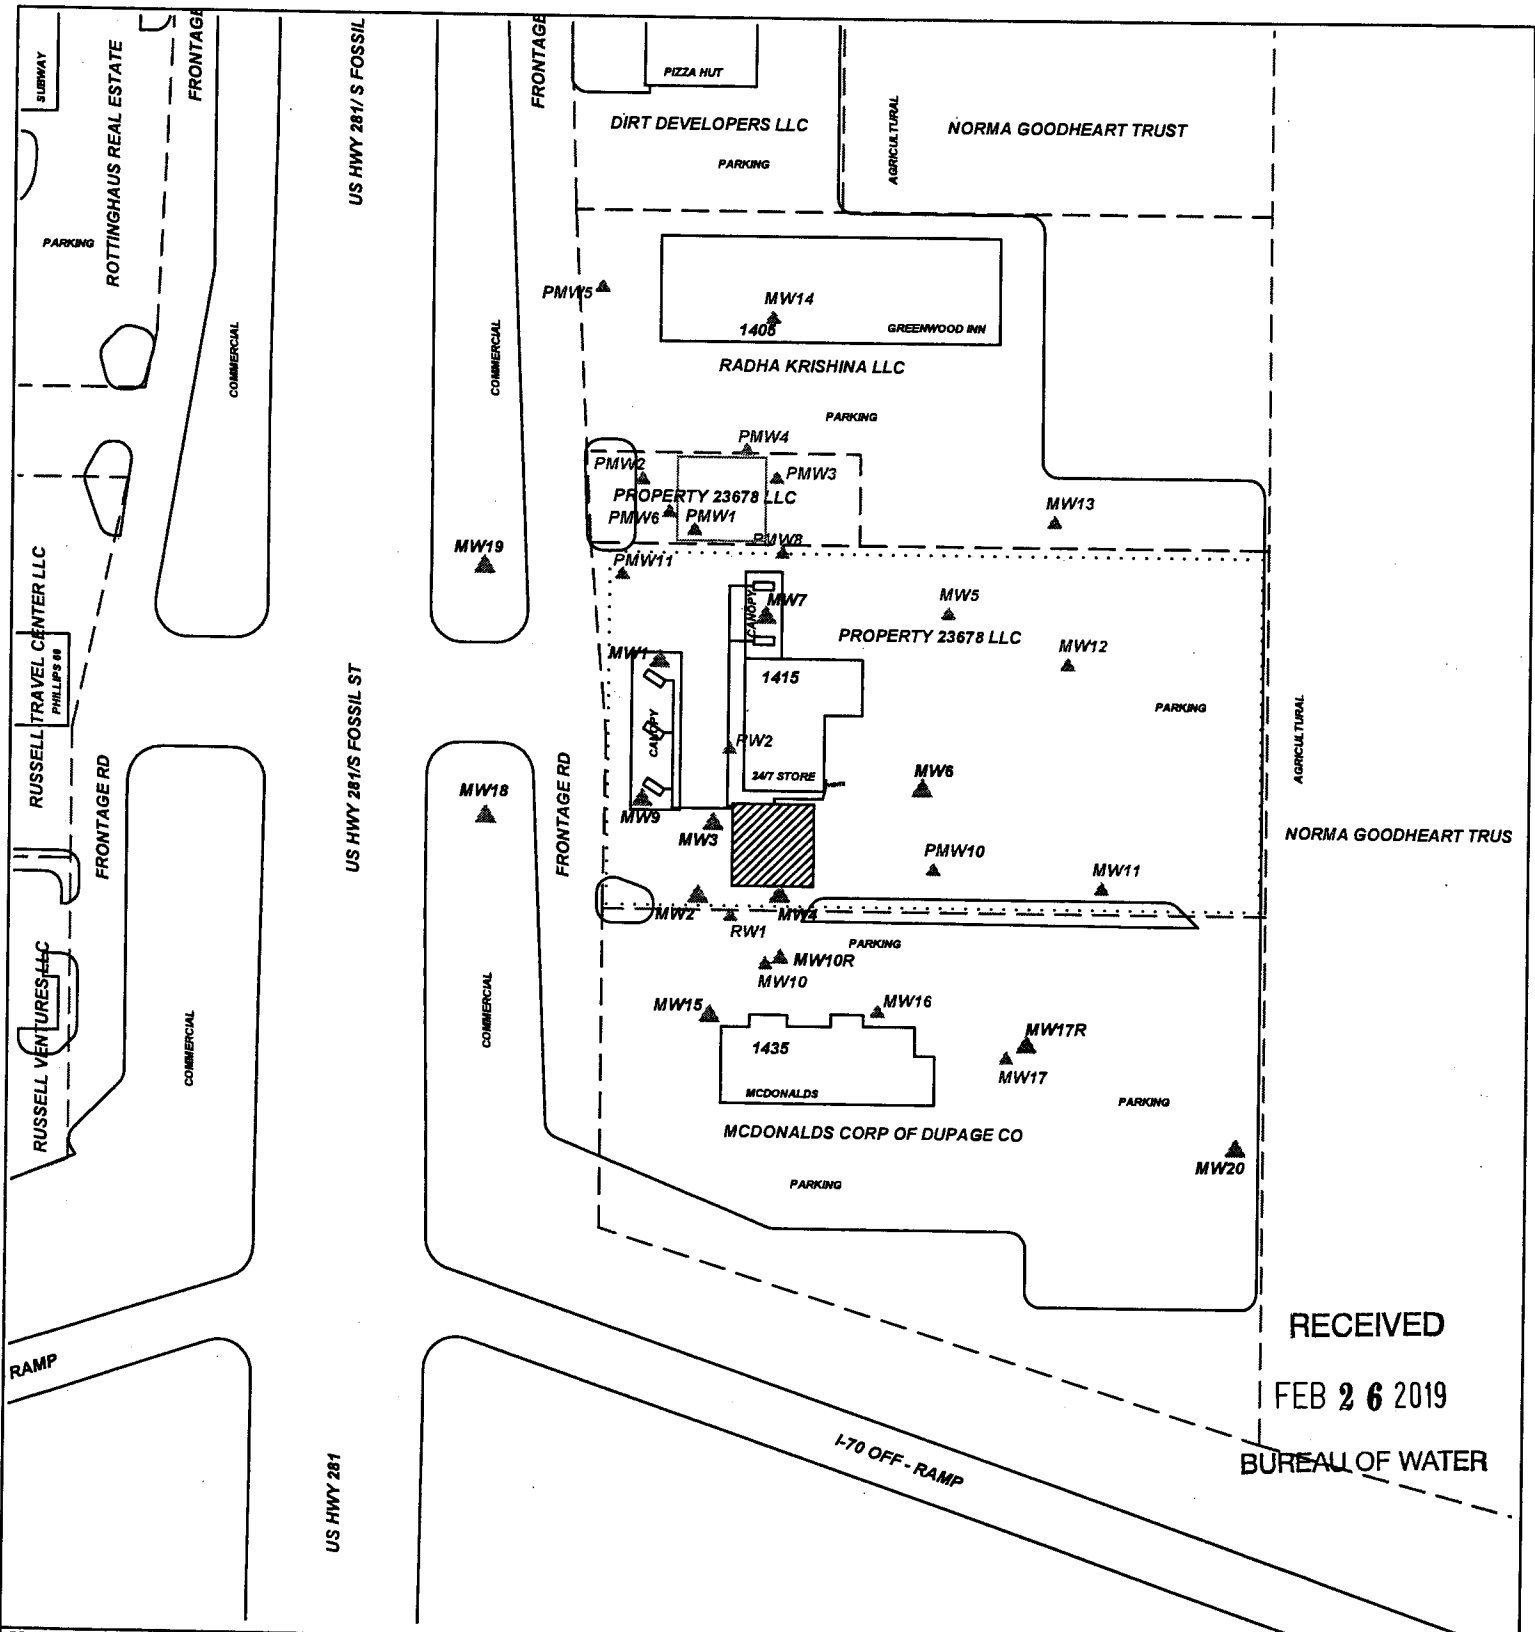 SUBWAY
ROTTINGHAUS REAL ESTATE
FRONTAGE
US HWY 281/ S FOSSIL
FRONTAGE
PIZZA HUT
DIRT DEVELOPERS LLC
PARKING
AGRICULTURAL
NORMA GOODHEART TRUST
PARKING
COMMERCIAL
COMMERCIAL
PMW5
MW14
1405
GREENWOOD INN
RADHA KRISHINA LLC
PARKING
PMW4
PMW2
PMW3
PROPERTY 23678 LLC
PMW6
PMW1
MW13
MW19
PMW8
PMW11
CANOPY
MW7
MW5
PROPERTY 23678 LLC
MW1
MW12
1415
RUSSELL TRAVEL CENTER LLC
PHILLIPS 66
US HWY 281/S FOSSIL ST
CANOPY
RW2
PARKING
AGRICULTURAL
24/7 STORE
MW6
MW18
FRONTAGE RD
FRONTAGE RD
MW9
MW3
NORMA GOODHEART TRUS
PMW10
MW11
MW2
MW4
RW1
PARKING
MW10R
MW10
RUSSELL VENTURES LLC
COMMERCIAL
COMMERCIAL
MW15
MW16
1435
MW17R
MW17
MCDONALDS
PARKING
MCDONALDS CORP OF DUPAGE CO
MW20
PARKING
RECEIVED
RAMP
FEB 26 2019
I-70 OFF - RAMP
BUREAU OF WATER
US HWY 281